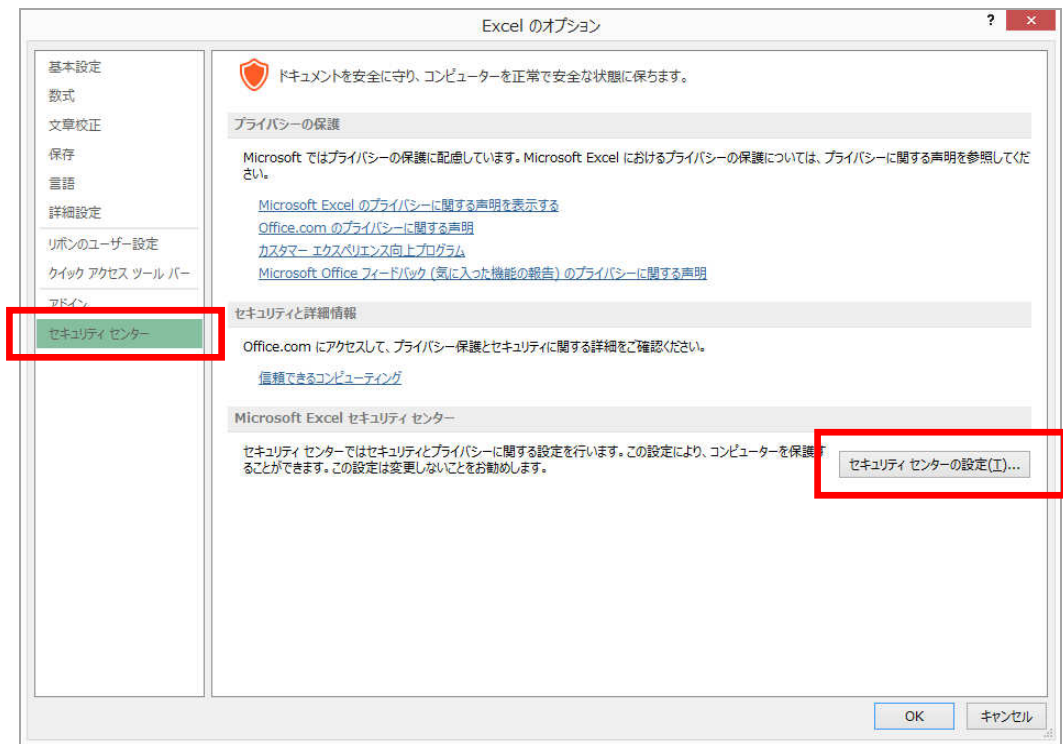 Excel のオプション
?
基本設定
数式
文章校正
保存
言語
詳細設定
リボンのユーザー設定
クイック アクセス ツール バー
アドイン
セキュリティ センター
ドキュメントを安全に守り、コンピューターを正常で安全な状態に保ちます。
プライバシーの保護
Microsoft ではプライバシーの保護に配慮しています。Microsoft Excel におけるプライバシーの保護については、プライバシーに関する声明を参照してくだ
さい。
Microsoft Excel のプライバシーに関する声明を表示する
Office.com のプライバシーに関する声明
カスタマー エクスペリエンス向上プログラム
Microsoft Office フィードバック (気に入った機能の報告) のプライバシーに関する声明
セキュリティと詳細情報
Office.com にアクセスして、プライバシー保護とセキュリティに関する詳細をご確認ください。
信頼できるコンピューティング
Microsoft Excel セキュリティ センター
セキュリティ センターではセキュリティとプライバシーに関する設定を行います。この設定により、コンピューターを保護す
ることができます。この設定は変更しないことをお勧めします。
セキュリティ センターの設定(T)...
OK
キャンセル